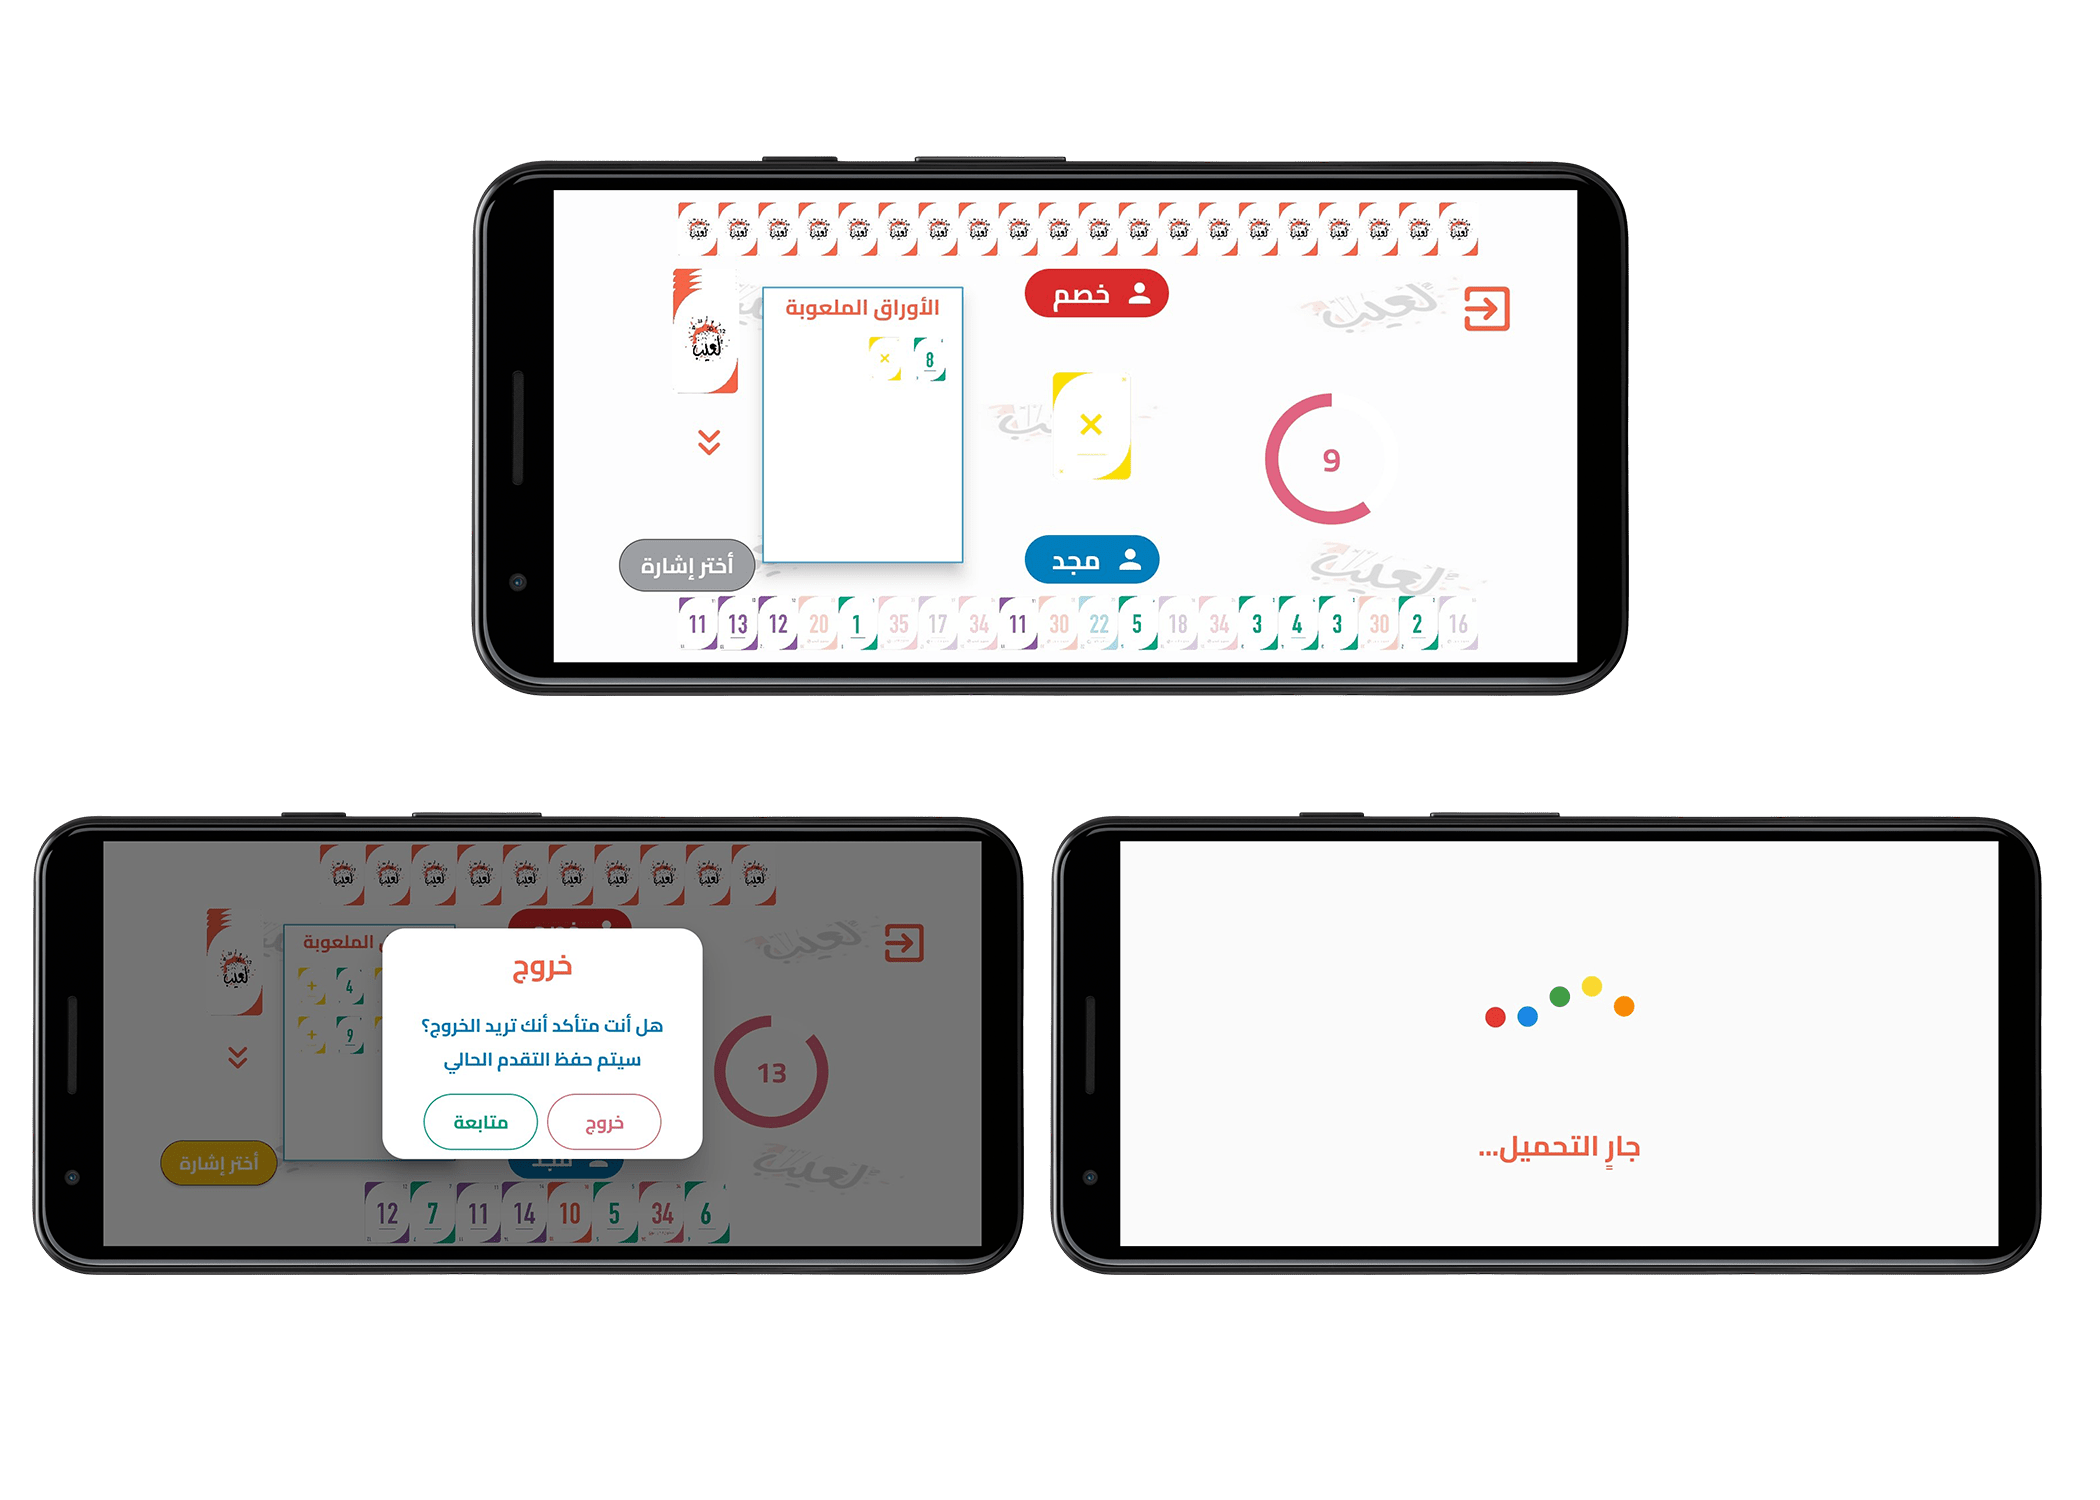 لعيب
خصم
الأوراق الملعوبة
× 8
×
9
مجد
أختر إشارة
11 13 12 20 1 35 17 34 11 30 22 5 18 34 3 4 3 30 2 16
الملعوبة
+ 4
+ 9
خروج
هل أنت متأكد أنك تريد الخروج؟
سيتم حفظ التقدم الحالي
خروج
متابعة
13
أختر إشارة
12 7 11 14 10 5 34 6
جارٍ التحميل...